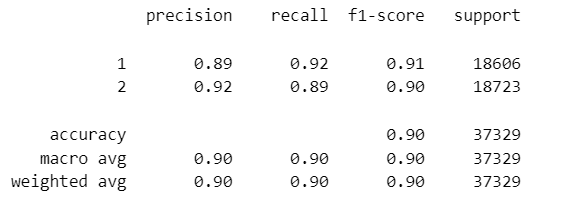 precision recall f1-score support
1 0.89 0.92 0.91 18606
2 0.92 0.89 0.90 18723
accuracy 0.90 37329
macro avg 0.90 0.90 0.90 37329
weighted avg 0.90 0.90 0.90 37329